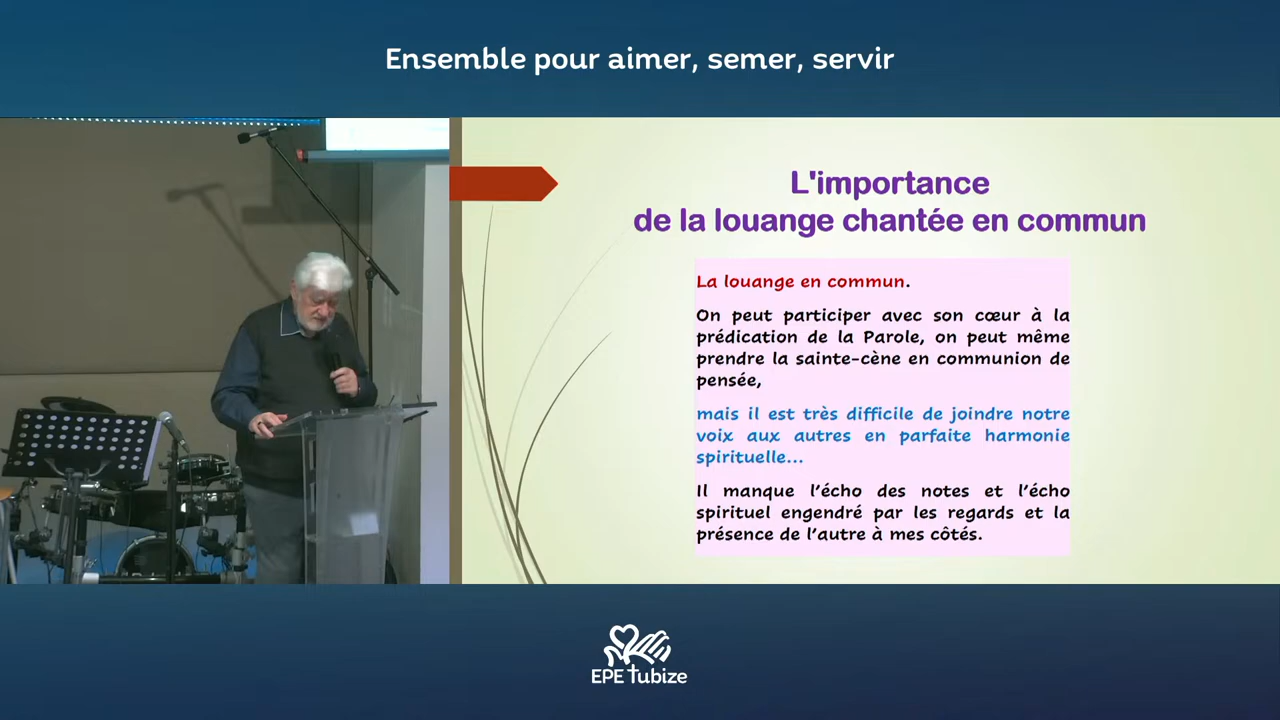 Ensemble pour aimer, semer, servir
L'importance
de la louange chantée en commun
La louange en commun.
On peut participer avec son cœur à la
prédication de la Parole, on peut même
prendre la sainte-cène en communion de
pensée,
mais il est très difficile de joindre notre
voix aux autres en parfaite harmonie
spirituelle...
Il manque l'écho des notes et l'écho
spirituel engendré par les regards et la
présence de l'autre à mes côtés.
EPE Tubize